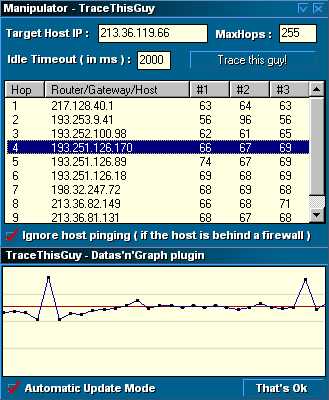 Manipulator - TraceThisGuy
Target Host IP : 213.36.119.66 MaxHops : 255
Idle Timeout ( in ms ) : 2000 Trace this guy!
Hop Router/Gateway/Host #1 #2 #3
1 217.128.40.1 63 64 63
2 193.253.9.41 56 96 56
3 193.252.100.98 62 61 65
4 193.251.126.170 66 67 69
5 193.251.126.89 74 67 69
6 193.251.126.18 69 68 69
7 198.32.247.72 68 69 68
8 213.36.82.149 66 68 71
9 213.36.81.131 68 67 68
Ignore host pinging ( if the host is behind a firewall )
TraceThisGuy - Datas'n'Graph plugin
Automatic Update Mode That's Ok